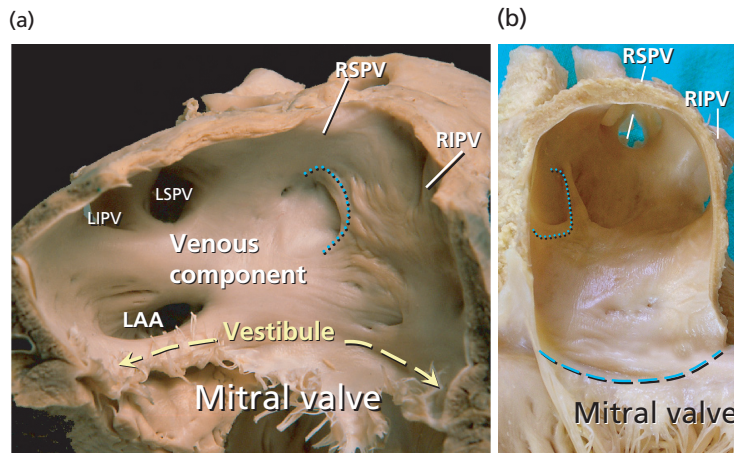 (a)
RSPV
RIPV
LSPV
LIPV
Venous
component
LAA
Vestibule
Mitral valve
(b)
RSPV
RIPV
Mitral valve